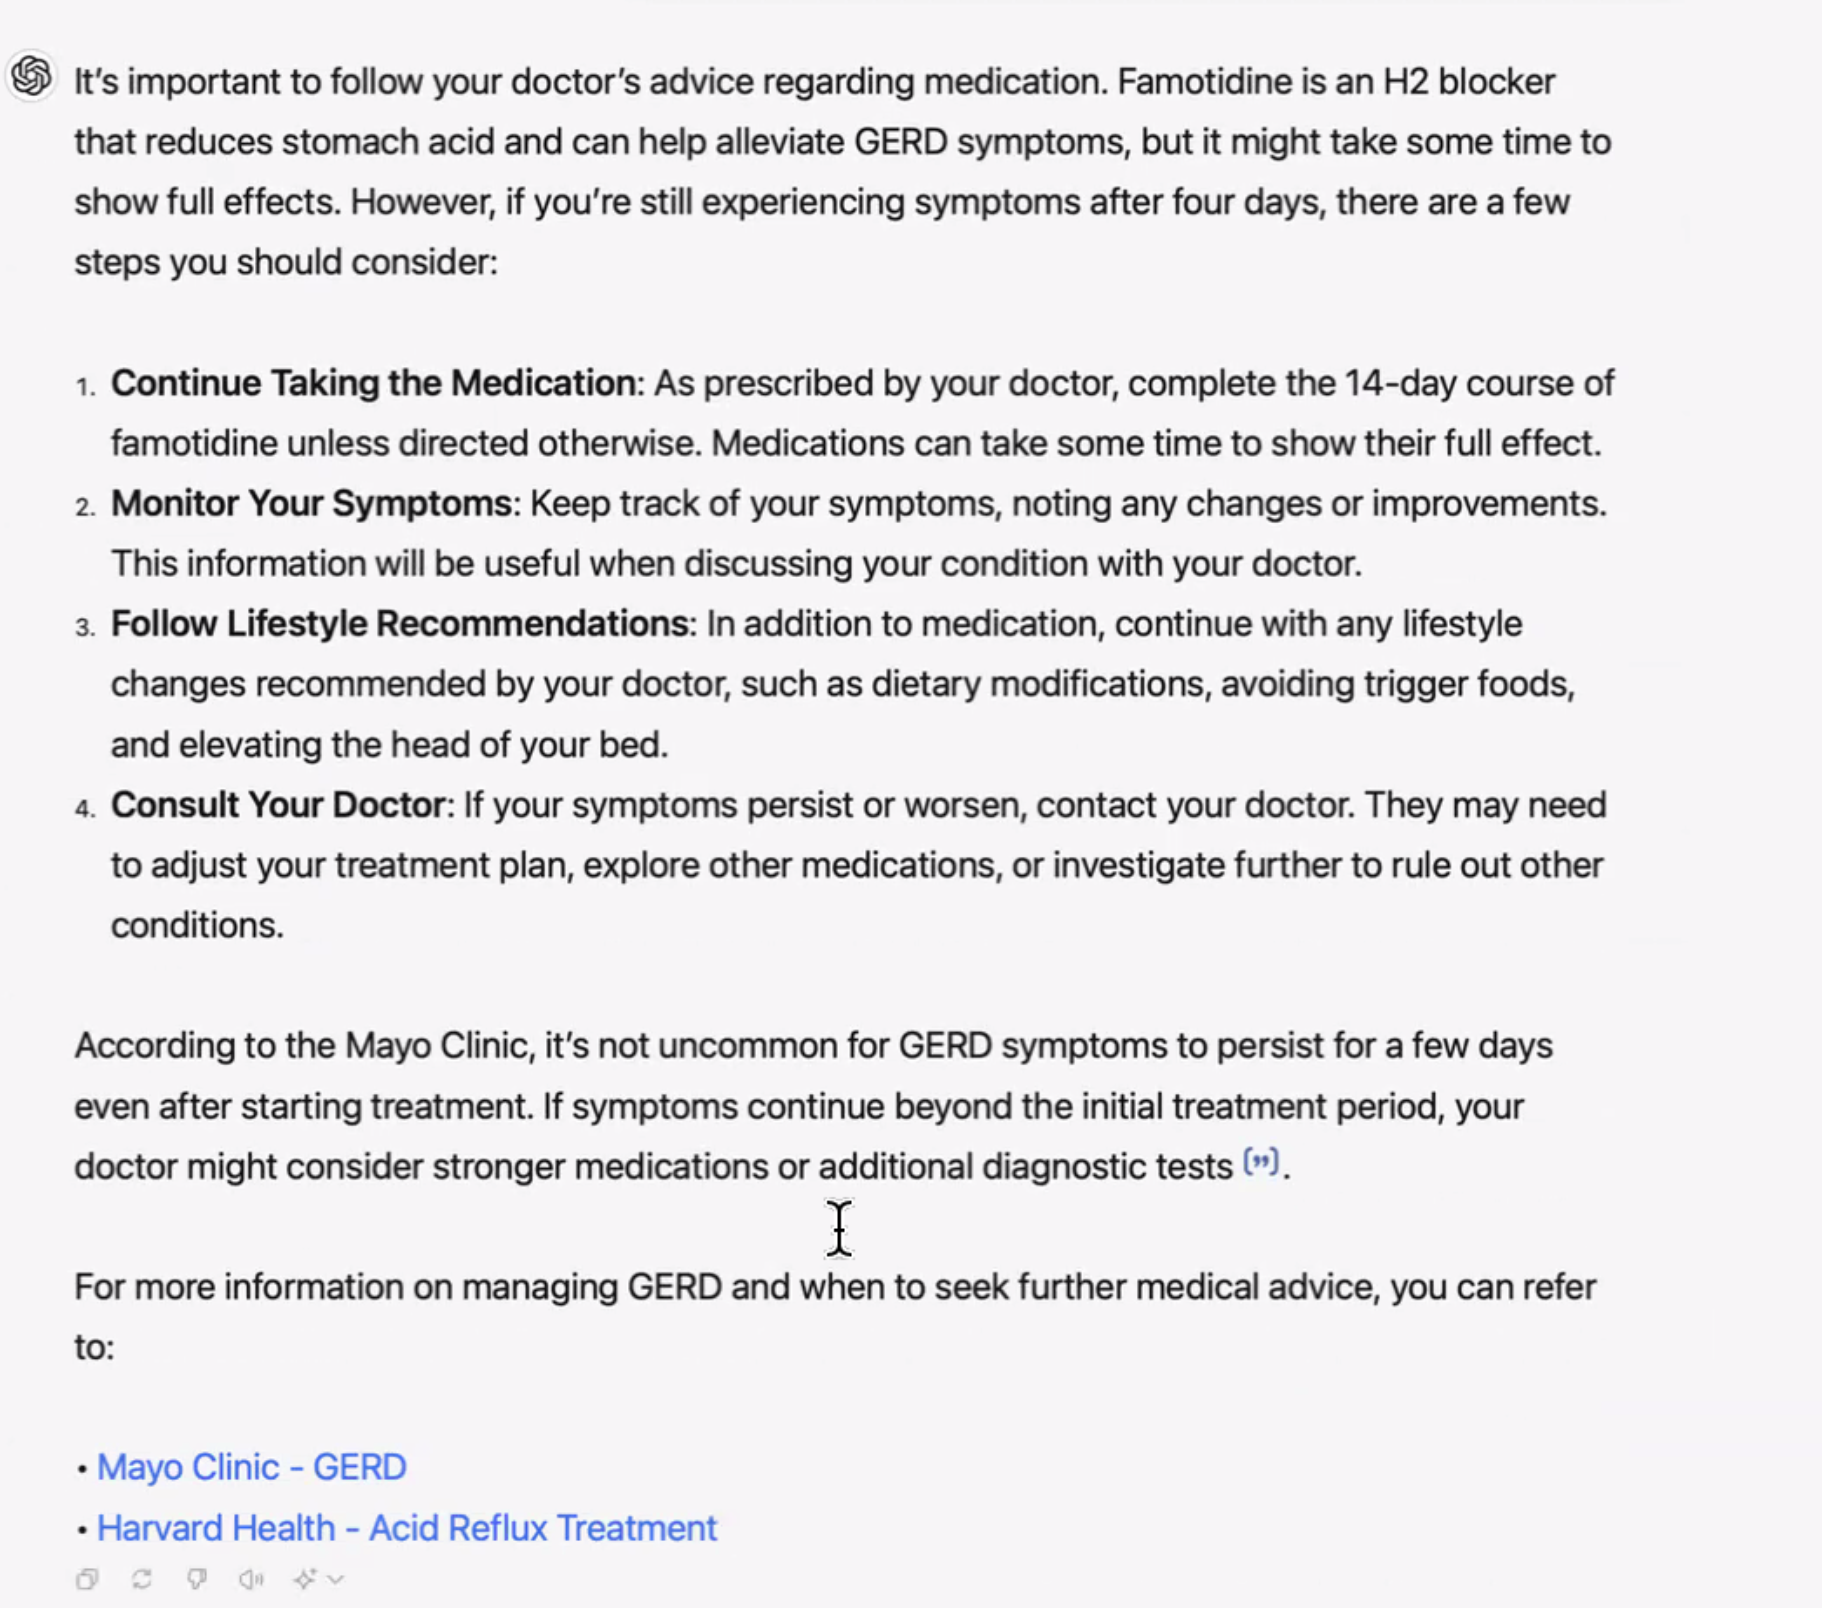 It’s important to follow your doctor’s advice regarding medication. Famotidine is an H2 blocker
that reduces stomach acid and can help alleviate GERD symptoms, but it might take some time to
show full effects. However, if you’re still experiencing symptoms after four days, there are a few
steps you should consider:
1. Continue Taking the Medication: As prescribed by your doctor, complete the 14-day course of
famotidine unless directed otherwise. Medications can take some time to show their full effect.
2. Monitor Your Symptoms: Keep track of your symptoms, noting any changes or improvements.
This information will be useful when discussing your condition with your doctor.
3. Follow Lifestyle Recommendations: In addition to medication, continue with any lifestyle
changes recommended by your doctor, such as dietary modifications, avoiding trigger foods,
and elevating the head of your bed.
4. Consult Your Doctor: If your symptoms persist or worsen, contact your doctor. They may need
to adjust your treatment plan, explore other medications, or investigate further to rule out other
conditions.
According to the Mayo Clinic, it’s not uncommon for GERD symptoms to persist for a few days
even after starting treatment. If symptoms continue beyond the initial treatment period, your
doctor might consider stronger medications or additional diagnostic tests [”].
For more information on managing GERD and when to seek further medical advice, you can refer
to:
• Mayo Clinic - GERD
• Harvard Health - Acid Reflux Treatment